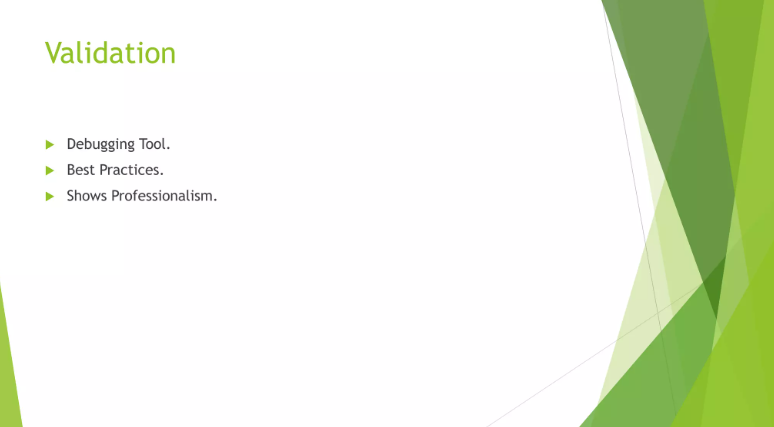 Validation
Debugging Tool.
Best Practices.
Shows Professionalism.